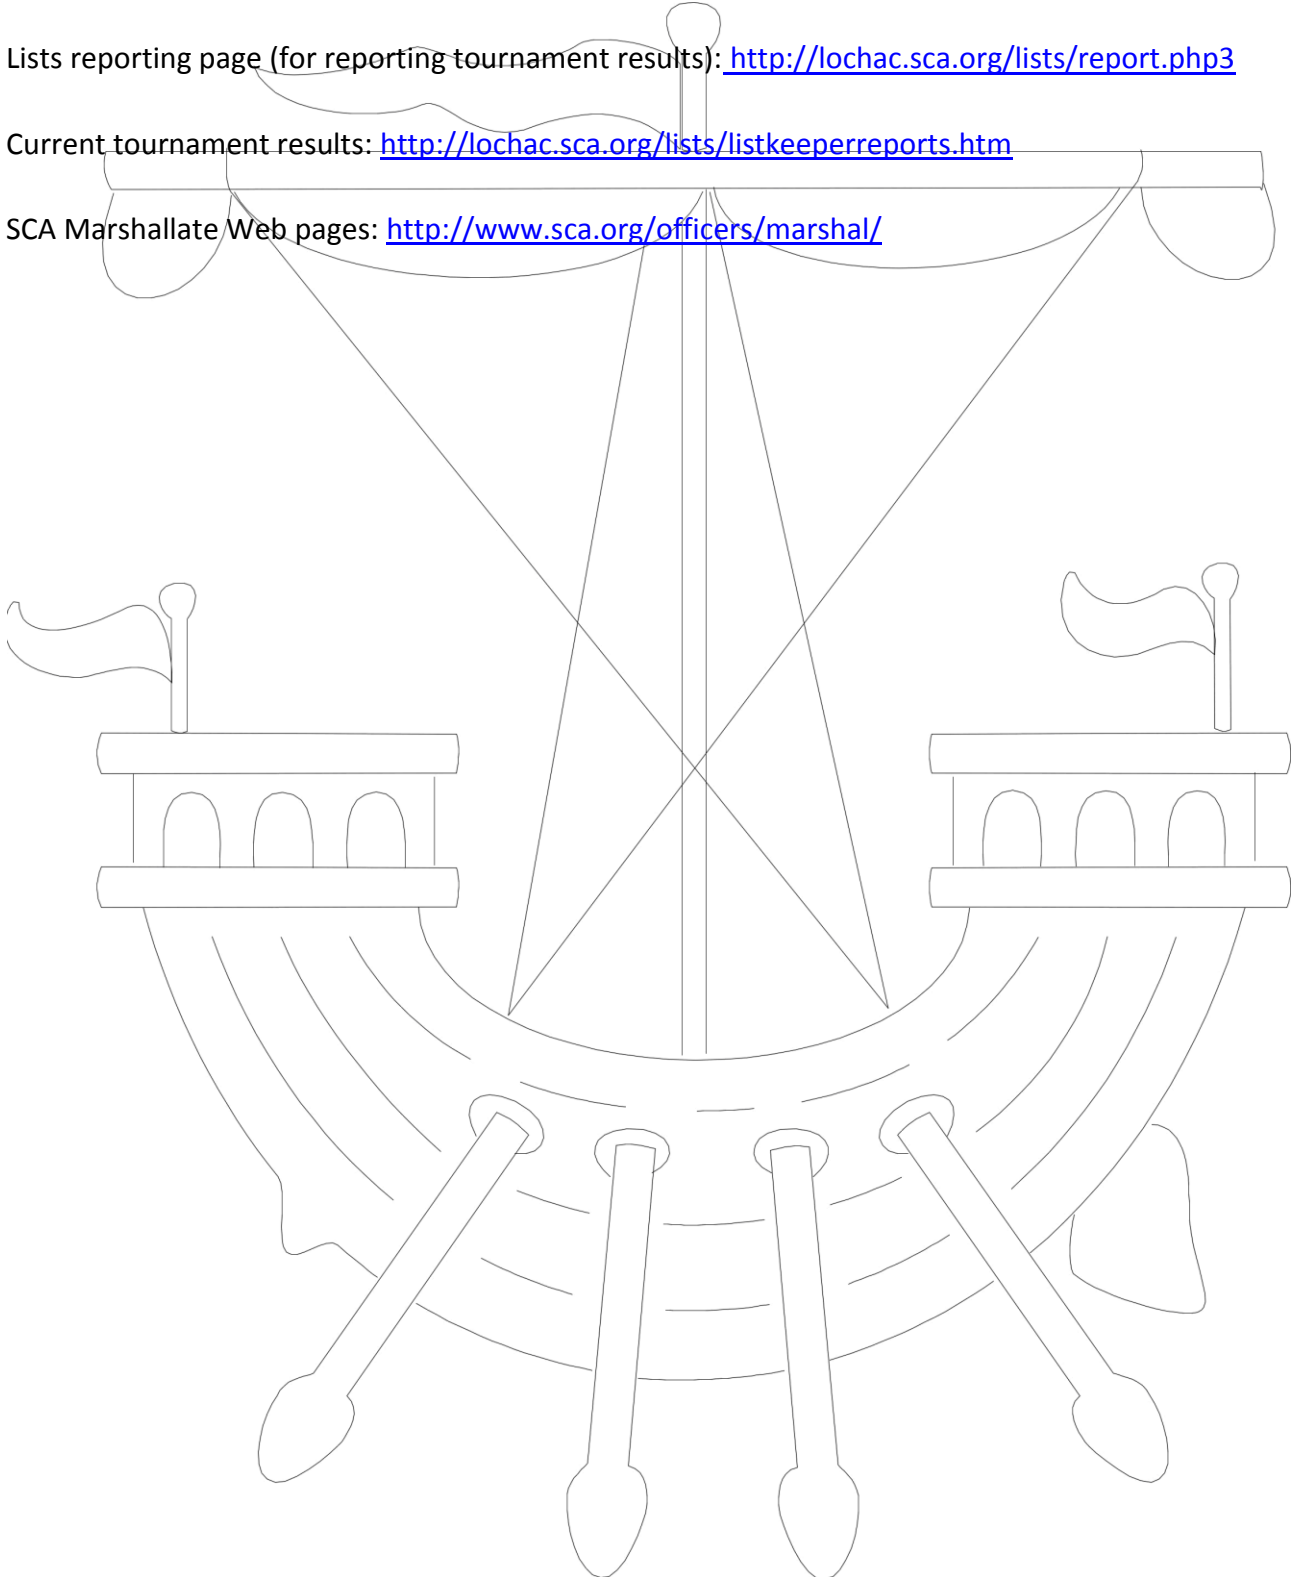 Lists reporting page (for reporting tournament results): http://lochac.sca.org/lists/report.php3
Current tournament results: http://lochac.sca.org/lists/listkeeperreports.htm
SCA Marshallate Web pages: http://www.sca.org/officers/marshal/